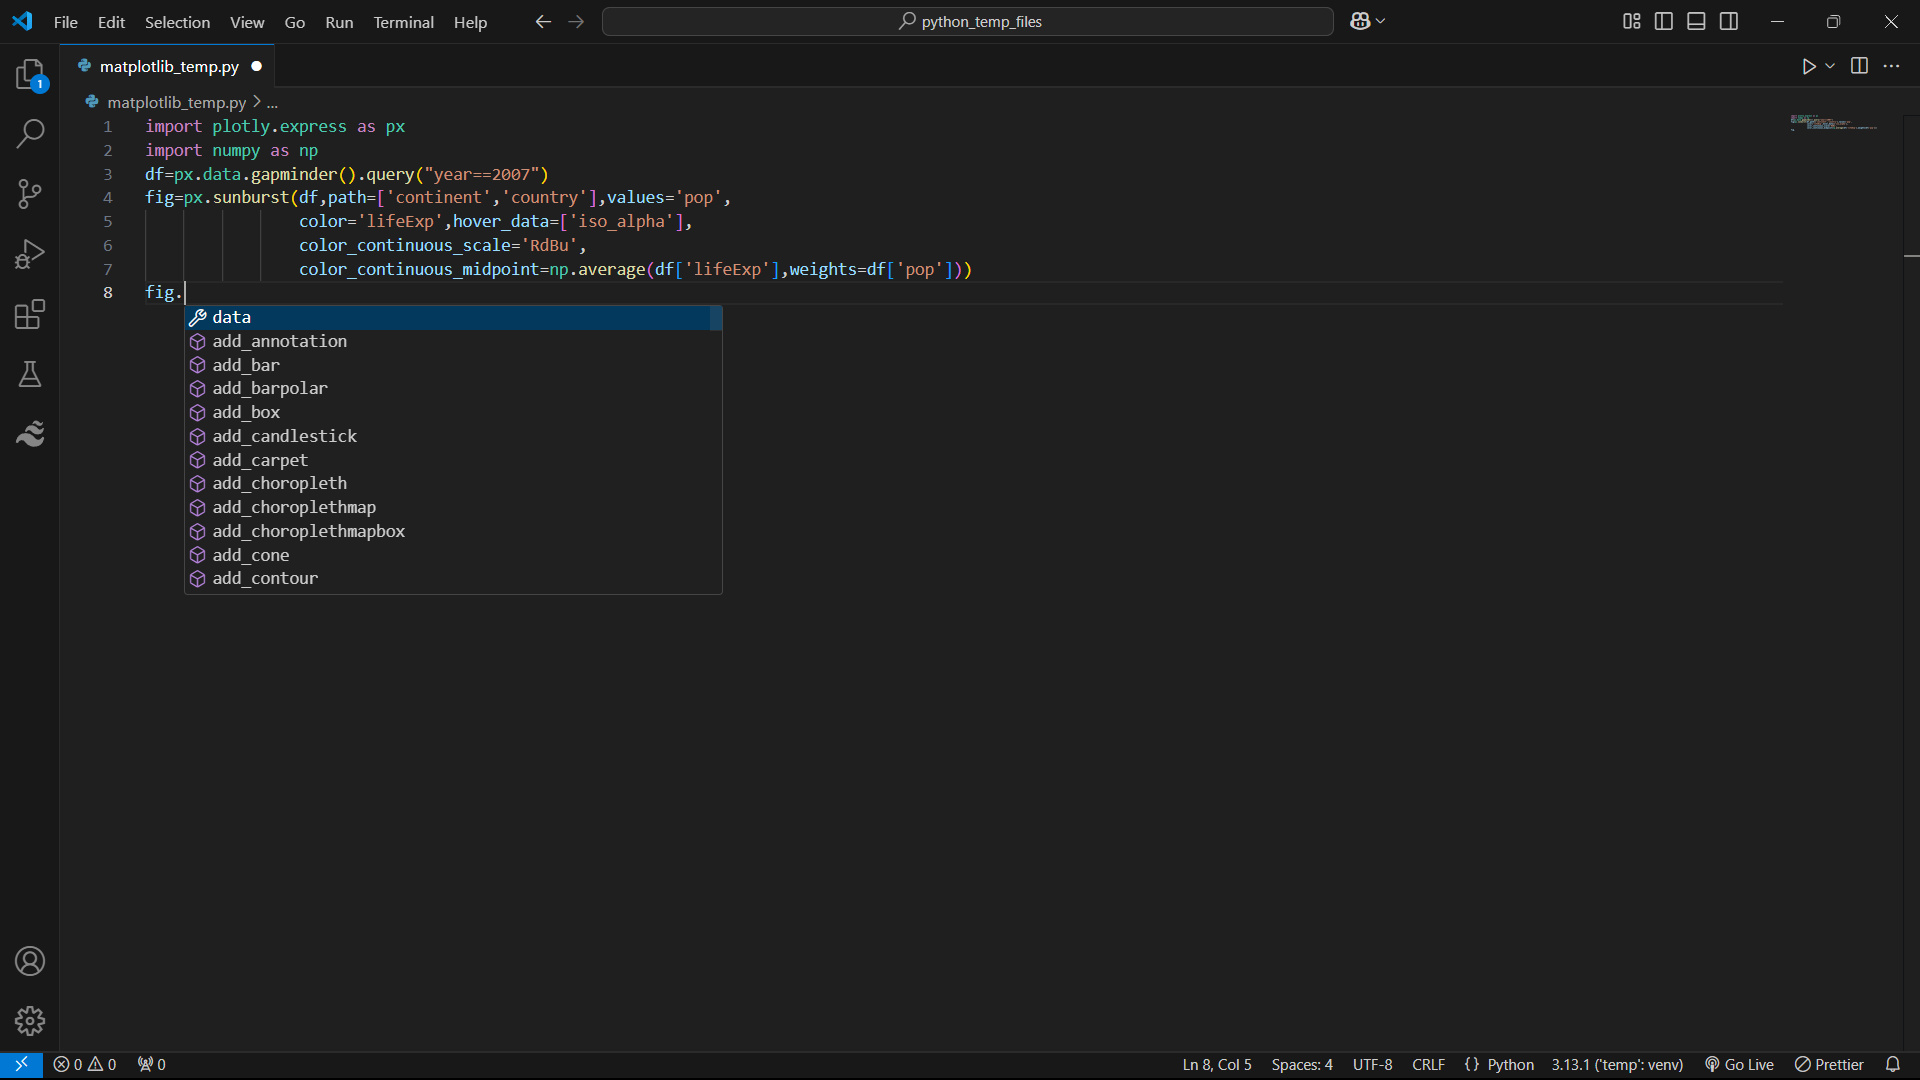 File Edit Selection View Go Run Terminal Help
python_temp_files
matplotlib_temp.py
1
matplotlib_temp.py > ...
1 import plotly.express as px
2 import numpy as np
3 df=px.data.gapminder().query("year==2007")
4 fig=px.sunburst(df,path=['continent','country'],values='pop',
5 color='lifeExp',hover_data=['iso_alpha'],
6 color_continuous_scale='RdBu',
7 color_continuous_midpoint=np.average(df['lifeExp'],weights=df['pop']))
8 fig.
data
add_annotation
add_bar
add_barpolar
add_box
add_candlestick
add_carpet
add_choropleth
add_choroplethmap
add_choroplethmapbox
add_cone
add_contour
0 0 0 Ln 8, Col 5 Spaces: 4 UTF-8 CRLF {} Python 3.13.1 ('temp': venv) Go Live Prettier